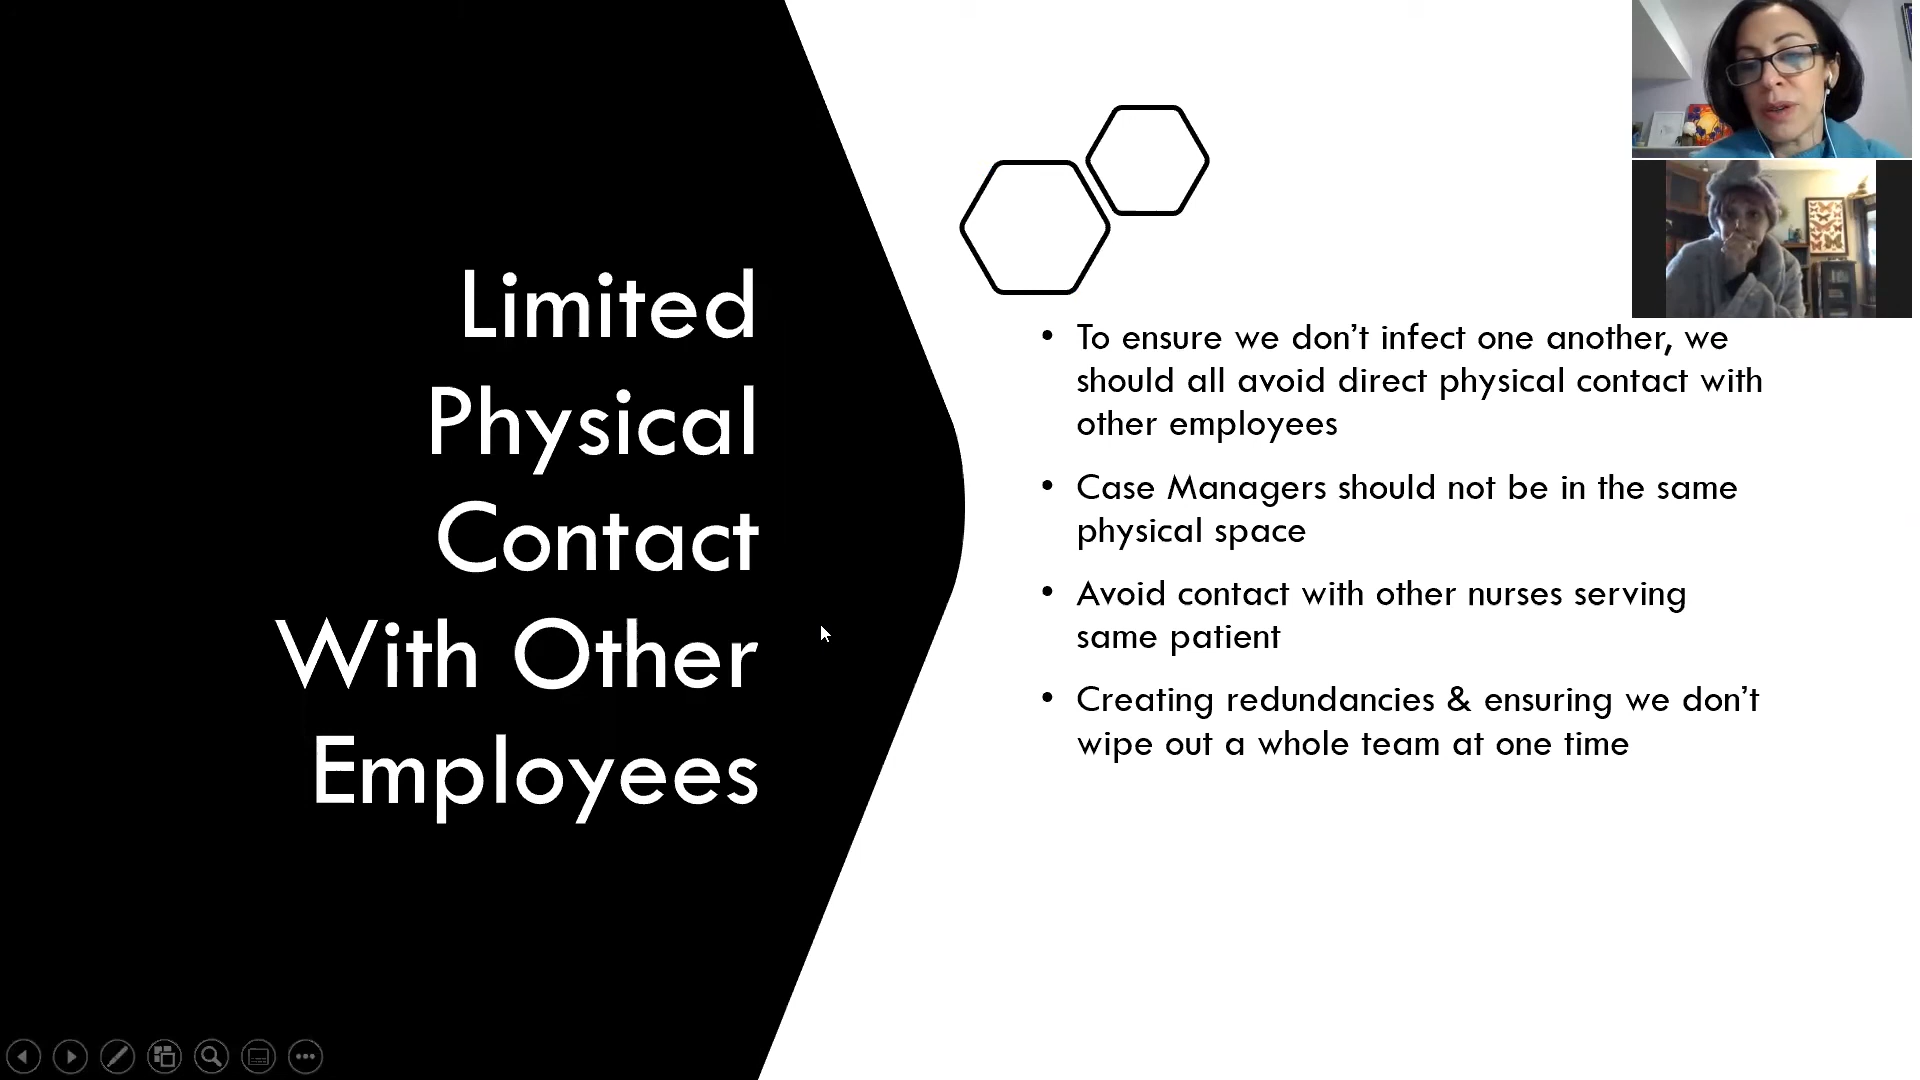 Limited
Physical
Contact
With Other
Employees
• To ensure we don’t infect one another, we
should all avoid direct physical contact with
other employees
• Case Managers should not be in the same
physical space
• Avoid contact with other nurses serving
same patient
• Creating redundancies & ensuring we don’t
wipe out a whole team at one time